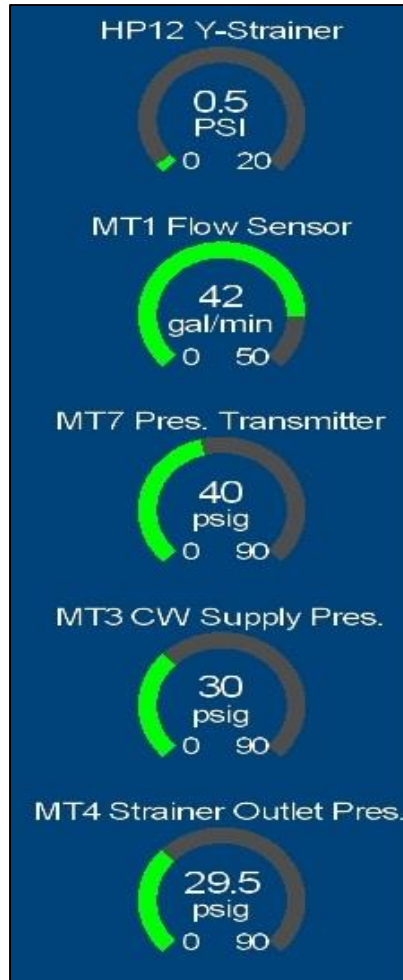 HP12 Y-Strainer
0.5
PSI
0 20
MT1 Flow Sensor
42
gal/min
0 50
MT7 Pres. Transmitter
40
psig
0 90
MT3 CW Supply Pres.
30
psig
0 90
MT4 Strainer Outlet Pres.
29.5
psig
0 90